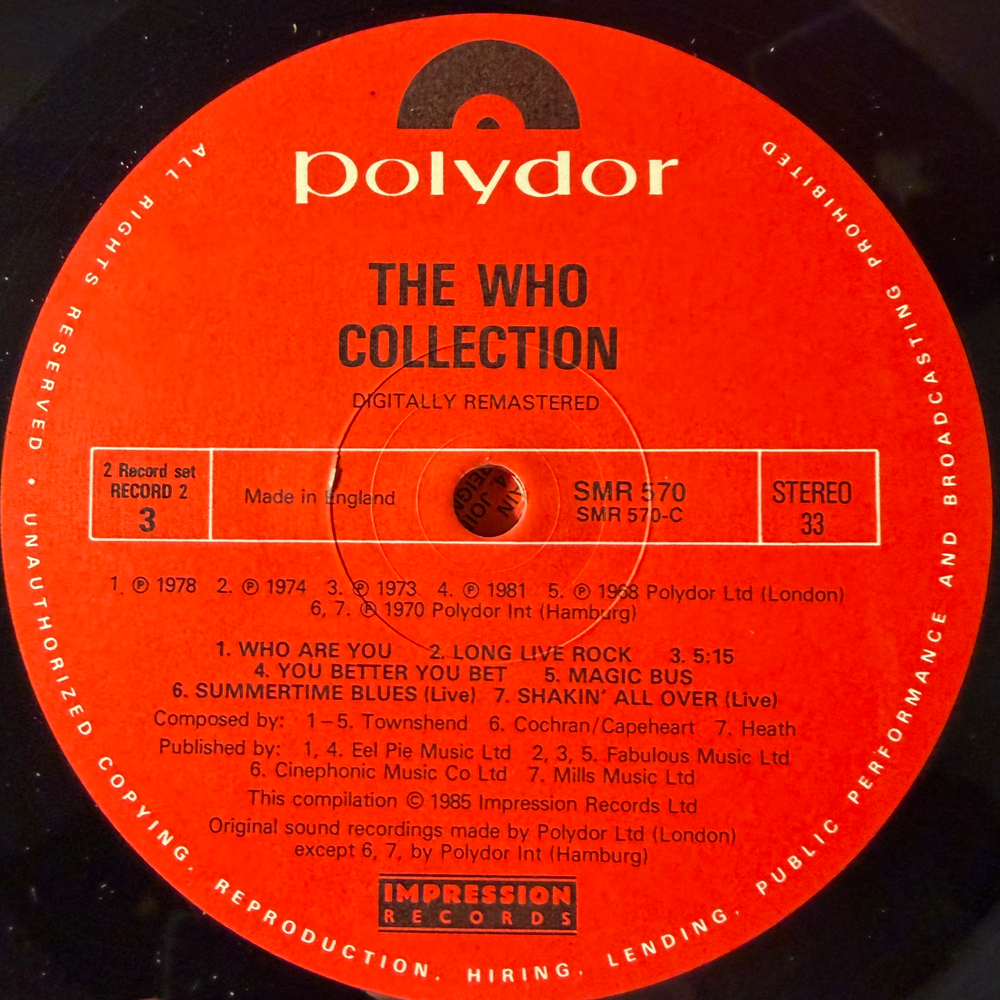 polydor
THE WHO
COLLECTION
DIGITALLY REMASTERED
2 Record set
RECORD 2
3
Made in England
SMR 570
SMR 570-C
STEREO
33
1. ℗ 1978 2. ℗ 1974 3. ℗ 1973 4. ℗ 1981 5. ℗ 1968 Polydor Ltd (London)
6, 7. ℗ 1970 Polydor Int (Hamburg)
1. WHO ARE YOU 2. LONG LIVE ROCK 3. 5:15
4. YOU BETTER YOU BET 5. MAGIC BUS
6. SUMMERTIME BLUES (Live) 7. SHAKIN' ALL OVER (Live)
Composed by: 1–5. Townshend 6. Cochran/Capeheart 7. Heath
Published by: 1, 4. Eel Pie Music Ltd 2, 3, 5. Fabulous Music Ltd
6. Cinephonic Music Co Ltd 7. Mills Music Ltd
This compilation © 1985 Impression Records Ltd
Original sound recordings made by Polydor Ltd (London)
except 6, 7, by Polydor Int (Hamburg)
IMPRESSION
RECORDS
ALL RIGHTS RESERVED • UNAUTHORIZED COPYING, REPRODUCTION, HIRING, LENDING, PUBLIC PERFORMANCE AND BROADCASTING PROHIBITED